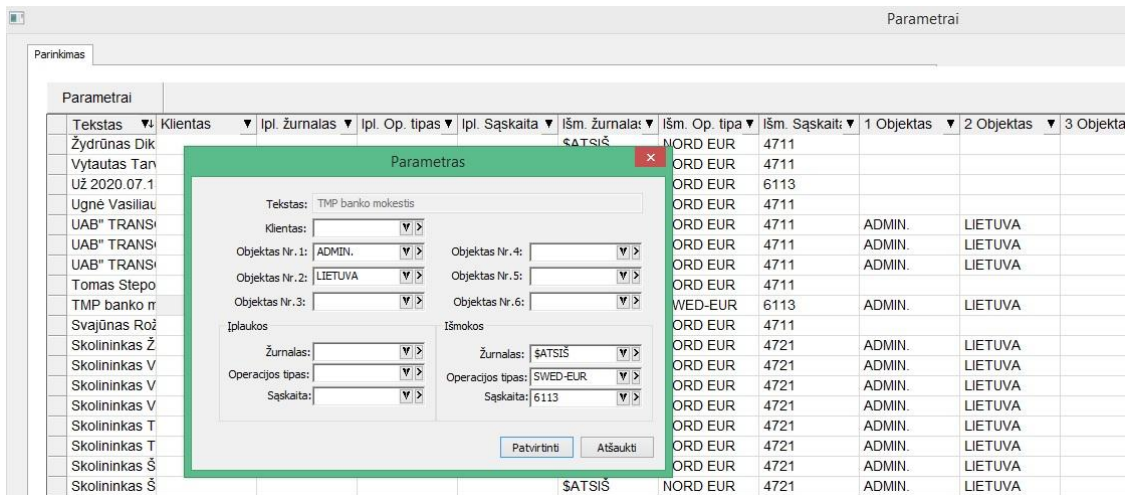 Parametrai
Parinkimas
Parametrai
Tekstas Klientas Ipl. žurnalas Ipl. Op. tipas Ipl. Sąskaita Išm. žurnala Išm. Op. tipa Išm. Sąskait 1 Objektas 2 Objektas 3 Objekta
Žydrūnas Dik $ATSIŠ NORD EUR 4711
Vytautas Tarv ORD EUR 4711
Už 2020.07.1 ORD EUR 6113
Ugnė Vasiliau ORD EUR 4711
UAB" TRANS ORD EUR 4711 ADMIN. LIETUVA
UAB" TRANS ORD EUR 4711 ADMIN. LIETUVA
UAB" TRANS ORD EUR 4711 ADMIN. LIETUVA
Tomas Stepo ORD EUR 4711
TMP banko m WED-EUR 6113 ADMIN. LIETUVA
Svajūnas Rož ORD EUR 4711
Skolininkas Ž ORD EUR 4721 ADMIN. LIETUVA
Skolininkas V ORD EUR 4721 ADMIN. LIETUVA
Skolininkas V ORD EUR 4721 ADMIN. LIETUVA
Skolininkas V ORD EUR 4721 ADMIN. LIETUVA
Skolininkas T ORD EUR 4721 ADMIN. LIETUVA
Skolininkas T ORD EUR 4721 ADMIN. LIETUVA
Skolininkas Š ORD EUR 4721 ADMIN. LIETUVA
Skolininkas Š $ATSIŠ NORD EUR 4721 ADMIN. LIETUVA
Parametras
Tekstas: TMP banko mokestis
Klientas:
Objektas Nr.1: ADMIN. Objektas Nr.4:
Objektas Nr.2: LIETUVA Objektas Nr.5:
Objektas Nr.3: Objektas Nr.6:
Įplaukos Išmokos
Žurnalas: Žurnalas: $ATSIŠ
Operacijos tipas: Operacijos tipas: SWED-EUR
Sąskaita: Sąskaita: 6113
Patvirtinti Atšaukti